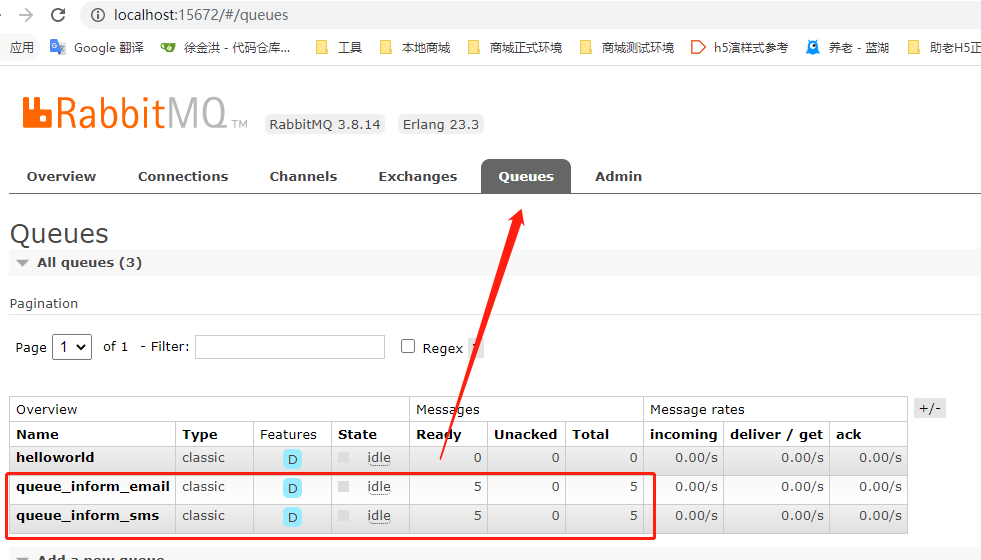 localhost:15672/#/queues
应用 Google 翻译 徐金洪 - 代码仓库... 工具 本地商城 商城正式环境 商城测试环境 h5演样式参考 养老 - 蓝湖 助老H5正
RabbitMQ TM RabbitMQ 3.8.14 Erlang 23.3
Overview Connections Channels Exchanges Queues Admin
Queues
All queues (3)
Pagination
Page 1 of 1 - Filter: Regex
Overview Messages Message rates +/-
Name Type Features State Ready Unacked Total incoming deliver / get ack
helloworld classic D idle 0 0 0 0.00/s 0.00/s 0.00/s
queue_inform_email classic D idle 5 0 5 0.00/s 0.00/s 0.00/s
queue_inform_sms classic D idle 5 0 5 0.00/s 0.00/s 0.00/s
Add a new queue